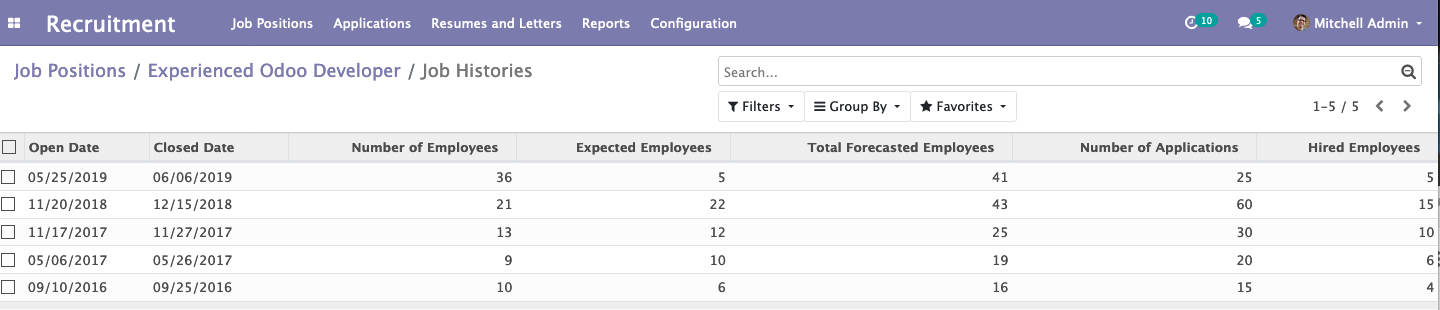 Recruitment Job Positions Applications Resumes and Letters Reports Configuration 10 5 Mitchell Admin
Job Positions / Experienced Odoo Developer / Job Histories Search...
Filters Group By Favorites 1-5 / 5
Open Date Closed Date Number of Employees Expected Employees Total Forecasted Employees Number of Applications Hired Employees
05/25/2019 06/06/2019 36 5 41 25 5
11/20/2018 12/15/2018 21 22 43 60 15
11/17/2017 11/27/2017 13 12 25 30 10
05/06/2017 05/26/2017 9 10 19 20 6
09/10/2016 09/25/2016 10 6 16 15 4